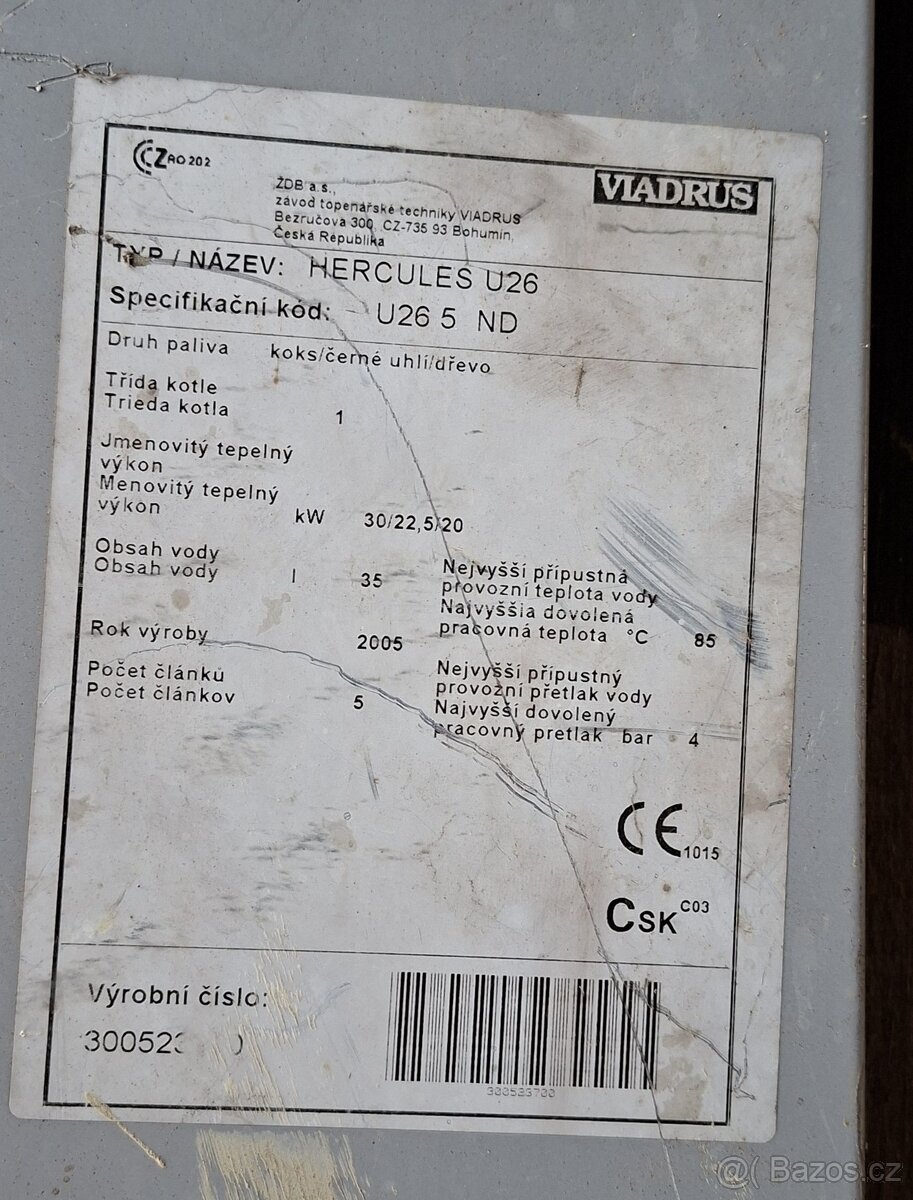 CZ AO 202
ŽDB a.s.,
závod topenářské techniky VIADRUS
Bezručova 300, CZ-735 93 Bohumín,
Česká Republika
VIADRUS
TYP / NÁZEV: HERCULES U26
Specifikační kód: U26 5 ND
Druh paliva koks/černé uhlí/dřevo
Třída kotle
Trieda kotla 1
Jmenovitý tepelný
výkon
Menovitý tepelný
výkon kW 30/22,5/20
Obsah vody
Obsah vody l 35
Nejvyšší přípustná
provozní teplota vody
Najvyššia dovolená
pracovná teplota °C 85
Rok výroby 2005
Počet článků
Počet článkov 5
Nejvyšší přípustný
provozní přetlak vody
Najvyšší dovolený
pracovný pretlak bar 4
CE 1015
CSK C03
Výrobní číslo:
300523
300523700
@( Bazos.cz